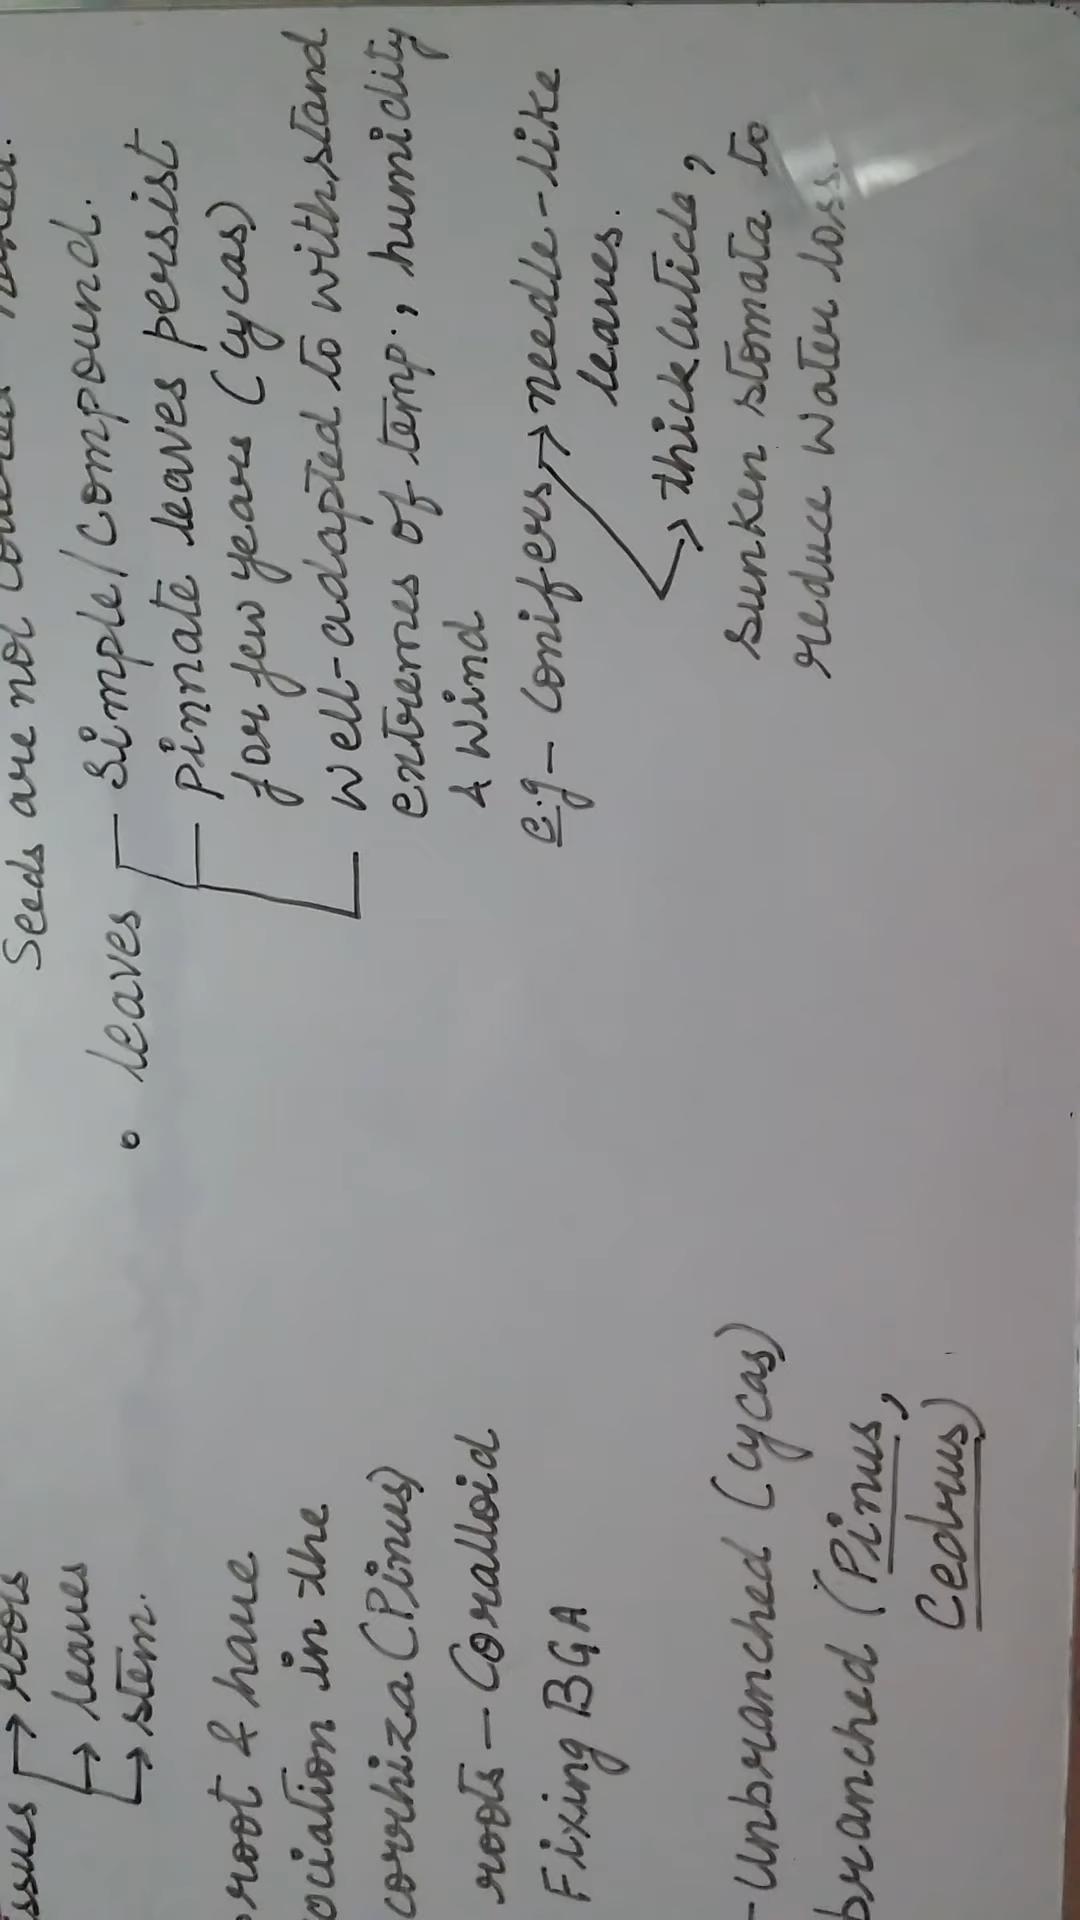 issues → roots
→ leaves
→ stem.
root & have
ociation in the
corrhiza (Pinus)
roots - Coralloid
Fixing BGA
- Unbranched (Cycas)
branched (Pinus,
Cedrus)
Seeds are not
• leaves - Simple/Compound.
- Pinnate leaves persist
for few years (Cycas)
- Well-adapted to withstand
extremes of temp., humidity
& wind
e.g - Conifers → needle-like
leaves.
→ thick cuticle,
sunken stomata to
reduce water loss.